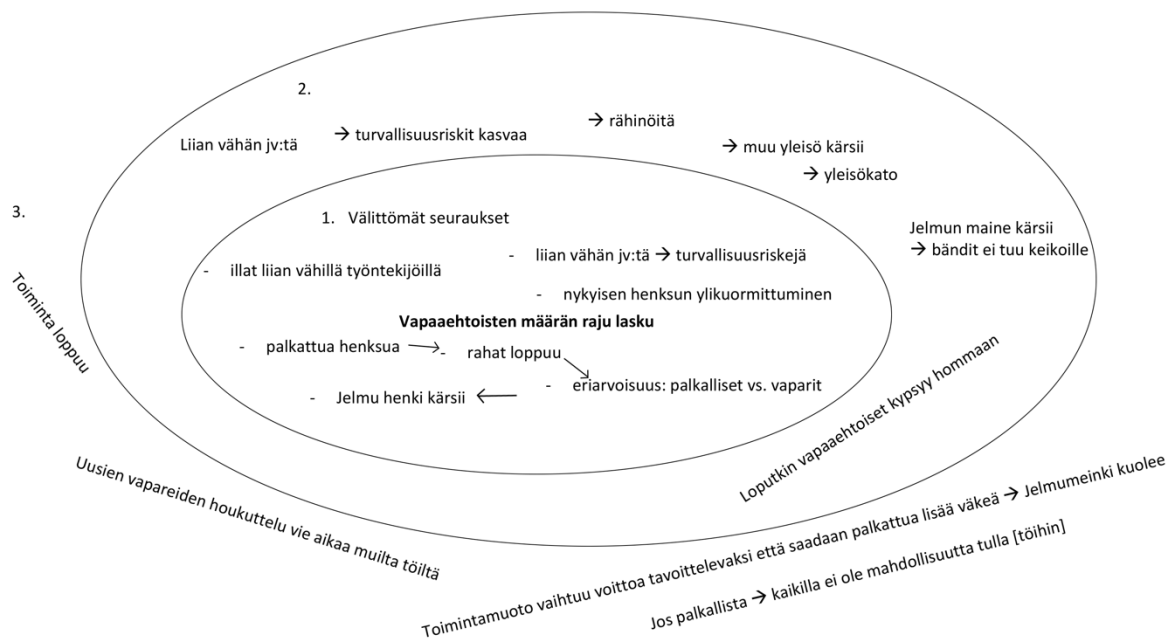 2.
Liian vähän jv:tä → turvallisuusriskit kasvaa → rähinöitä
→ muu yleisö kärsii
→ yleisökato
Jelmun maine kärsii
→ bändit ei tuu keikoille
3.
Toiminta loppuu
1. Välittömät seuraukset
- illat liian vähillä työntekijöillä
- liian vähän jv:tä → turvallisuusriskejä
- nykyisen henksun ylikuormittuminen
Vapaaehtoisten määrän raju lasku
- palkattua henksua → - rahat loppuu
- eriarvoisuus: palkalliset vs. vaparit
- Jelmu henki kärsii ←
Loputkin vapaaehtoiset kypsyy hommaan
Uusien vapareiden houkuttelu vie aikaa muilta töiltä
Toimintamuoto vaihtuu voittoa tavoittelevaksi että saadaan palkattua lisää väkeä → Jelmumeinki kuolee
Jos palkallista → kaikilla ei ole mahdollisuutta tulla [töihin]